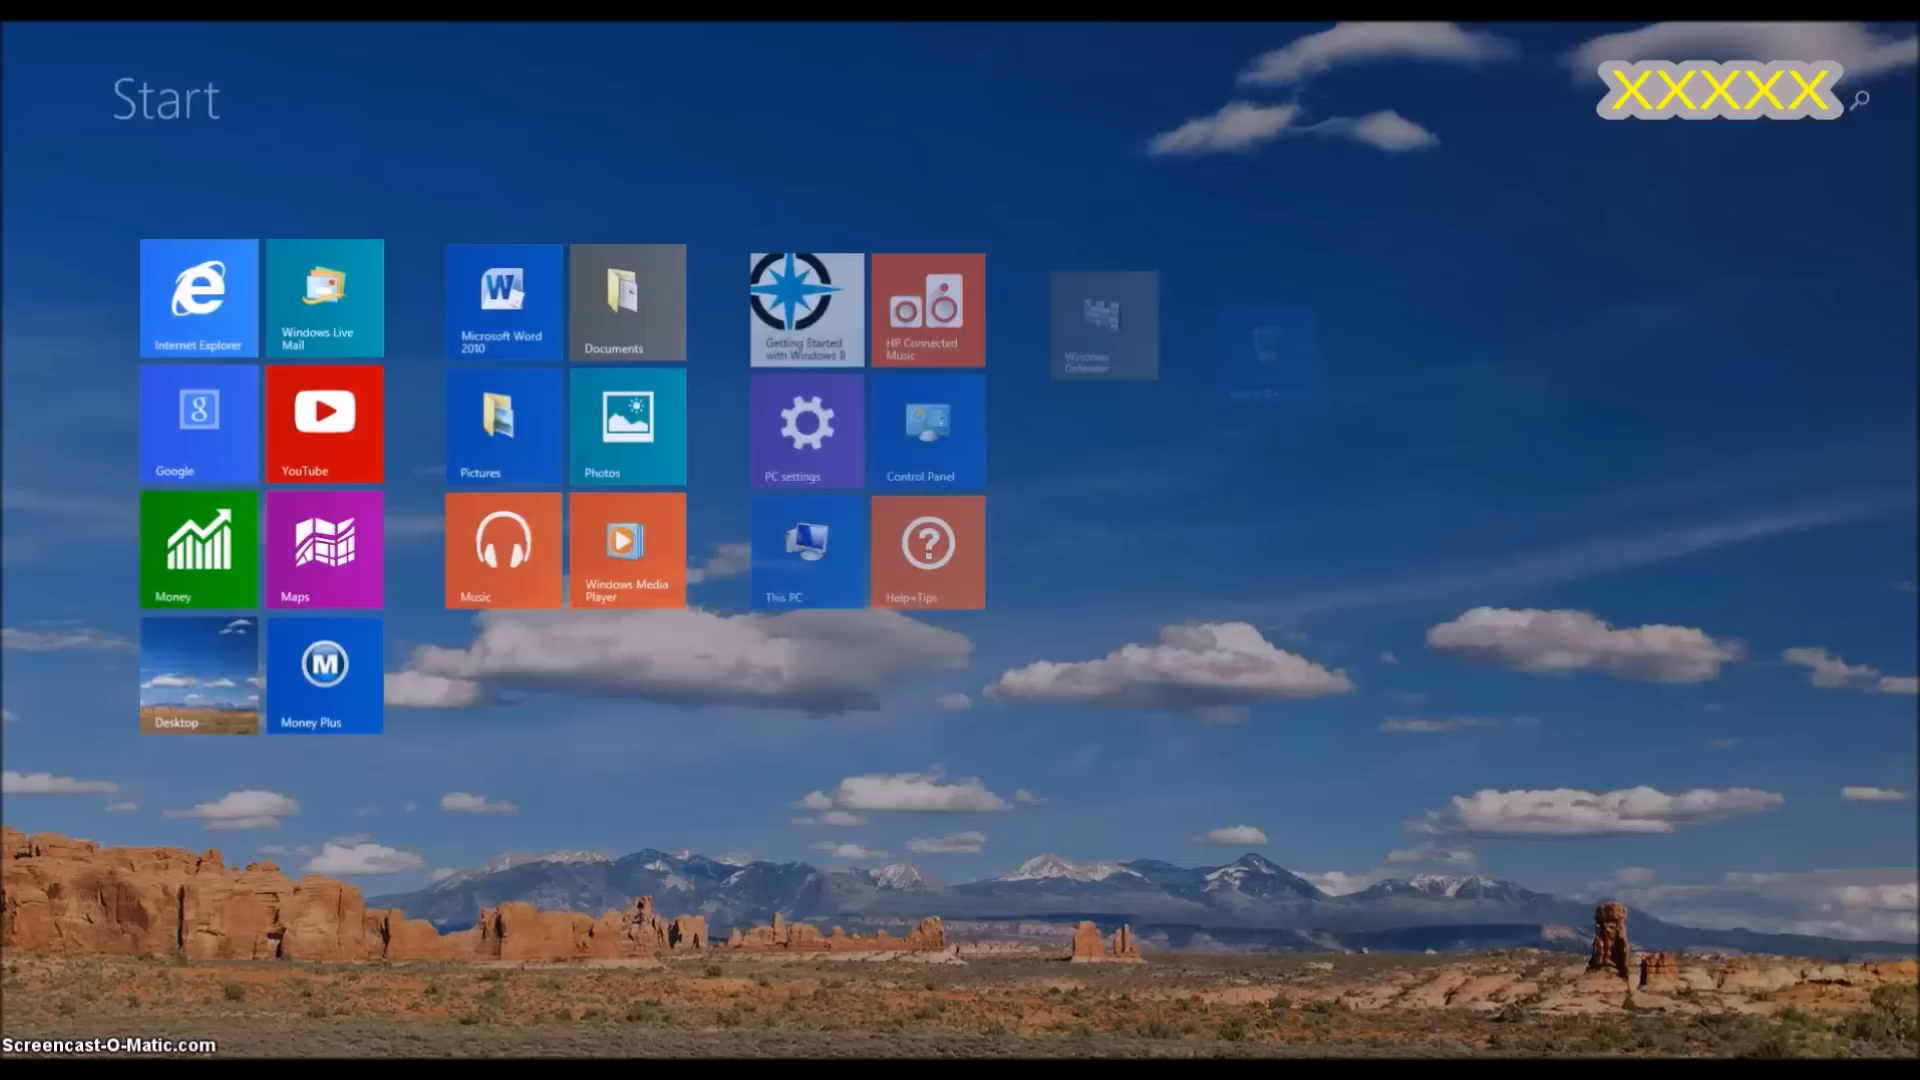 Start
XXXXX
Internet Explorer
Windows Live
Mail
Microsoft Word
2010
Documents
Getting Started
with Windows 8
HP Connected
Music
Windows
Defender
Google
YouTube
Pictures
Photos
PC settings
Control Panel
Money
Maps
Music
Windows Media
Player
This PC
Help+Tips
Desktop
Money Plus
Screencast-O-Matic.com